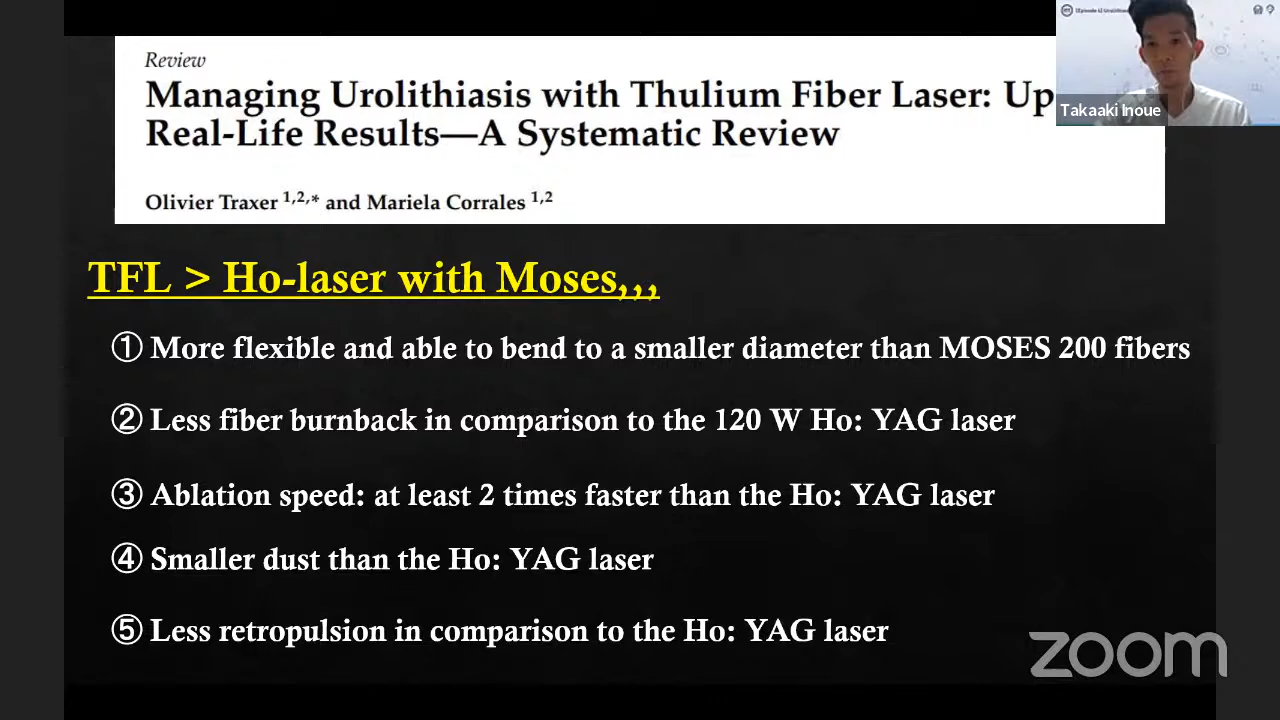 Review
Managing Urolithiasis with Thulium Fiber Laser: Up
Real-Life Results—A Systematic Review
Olivier Traxer 1,2,* and Mariela Corrales 1,2
Takaaki Inoue
TFL > Ho-laser with Moses,,,
① More flexible and able to bend to a smaller diameter than MOSES 200 fibers
② Less fiber burnback in comparison to the 120 W Ho: YAG laser
③ Ablation speed: at least 2 times faster than the Ho: YAG laser
④ Smaller dust than the Ho: YAG laser
⑤ Less retropulsion in comparison to the Ho: YAG laser
zoom